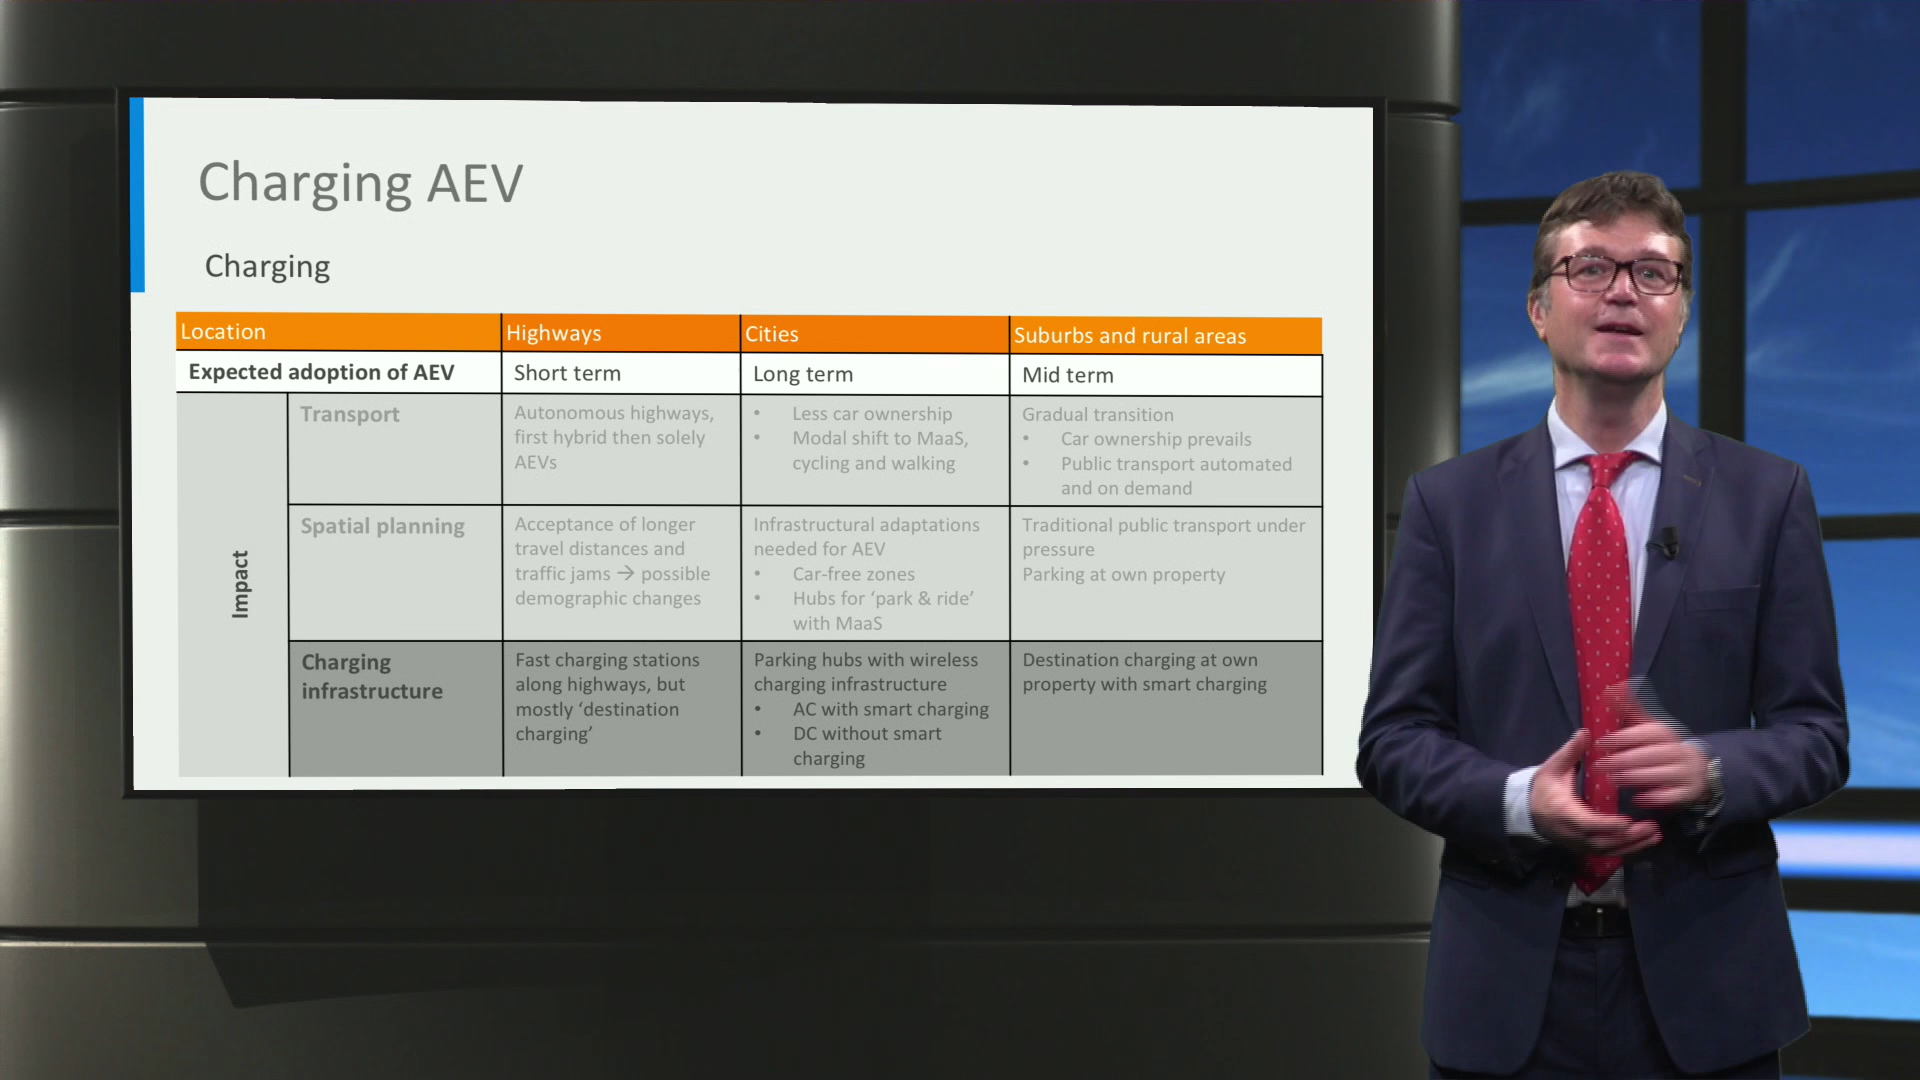 Charging AEV
Charging
Location
Highways
Cities
Suburbs and rural areas
Expected adoption of AEV
Short term
Long term
Mid term
Impact
Transport
Autonomous highways,
first hybrid then solely
AEVs
• Less car ownership
• Modal shift to MaaS,
cycling and walking
Gradual transition
• Car ownership prevails
• Public transport automated
and on demand
Spatial planning
Acceptance of longer
travel distances and
traffic jams → possible
demographic changes
Infrastructural adaptations
needed for AEV
• Car-free zones
• Hubs for ‘park & ride’
with MaaS
Traditional public transport under
pressure
Parking at own property
Charging
infrastructure
Fast charging stations
along highways, but
mostly ‘destination
charging’
Parking hubs with wireless
charging infrastructure
• AC with smart charging
• DC without smart
charging
Destination charging at own
property with smart charging